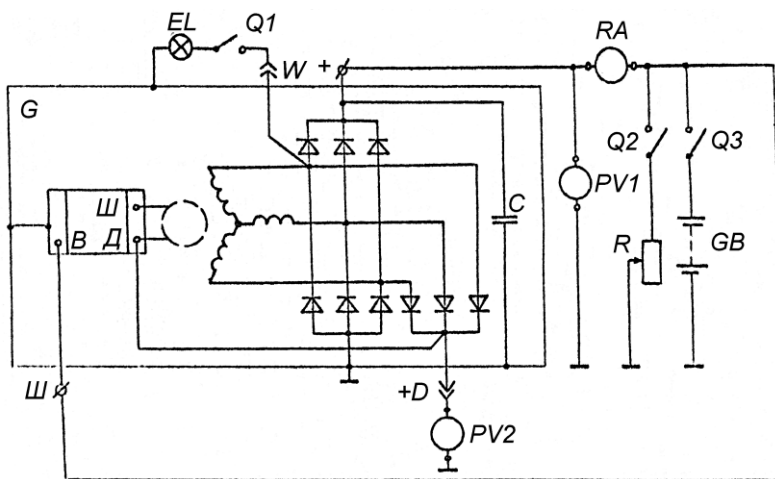 EL
Q1
RA
W
+
G
Q2
Q3
PV1
C
Ш
В
Д
R
GB
Ш
+D
PV2